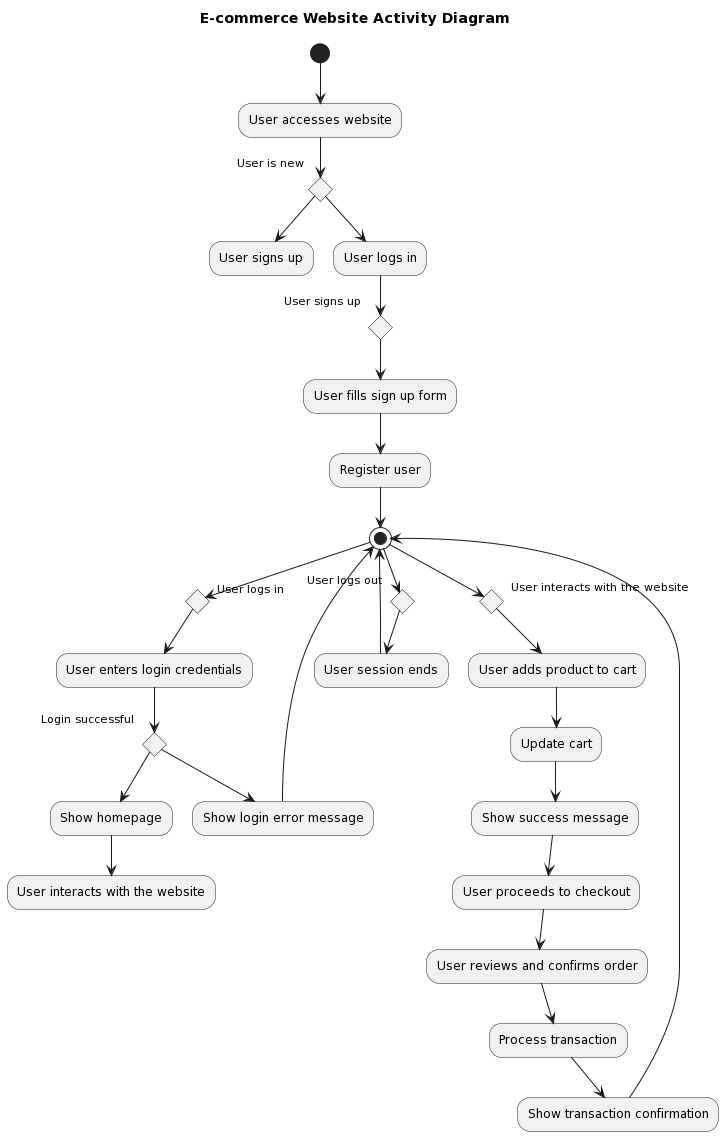 E-commerce Website Activity Diagram
User accesses website
User is new
User signs up
User logs in
User signs up
User fills sign up form
Register user
User logs in
User logs out
User interacts with the website
User enters login credentials
User session ends
User adds product to cart
Login successful
Update cart
Show homepage
Show login error message
Show success message
User interacts with the website
User proceeds to checkout
User reviews and confirms order
Process transaction
Show transaction confirmation